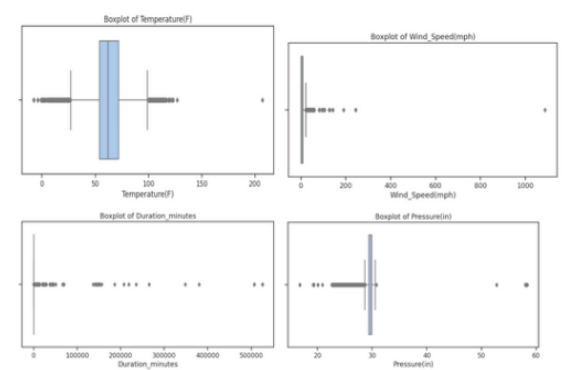 Boxplot of Temperature(F)
0 50 100 150 200
Temperature(F)
Boxplot of Wind_Speed(mph)
0 200 400 600 800 1000
Wind_Speed(mph)
Boxplot of Duration_minutes
0 100000 200000 300000 400000 500000
Duration_minutes
Boxplot of Pressure(in)
20 30 40 50 60
Pressure(in)